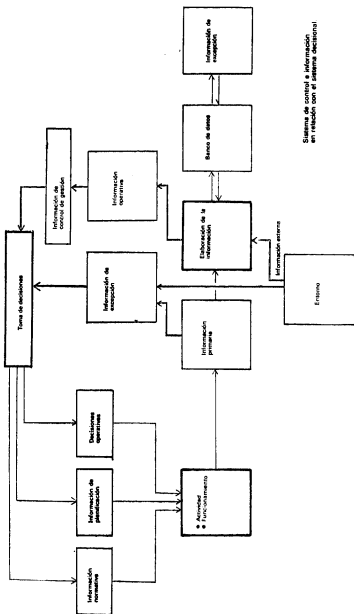 Toma de decisiones
Información de
control de gestión
Información
normativa
Información de
planificación
Decisiones
operativas
Información de
excepción
Información
operativa
Actividad
Funcionamiento
Información
primaria
Elaboración de la
información
Banco de datos
Información de
excepción
Información externa
Entorno
Sistema de control e información
en relación con el sistema decisional